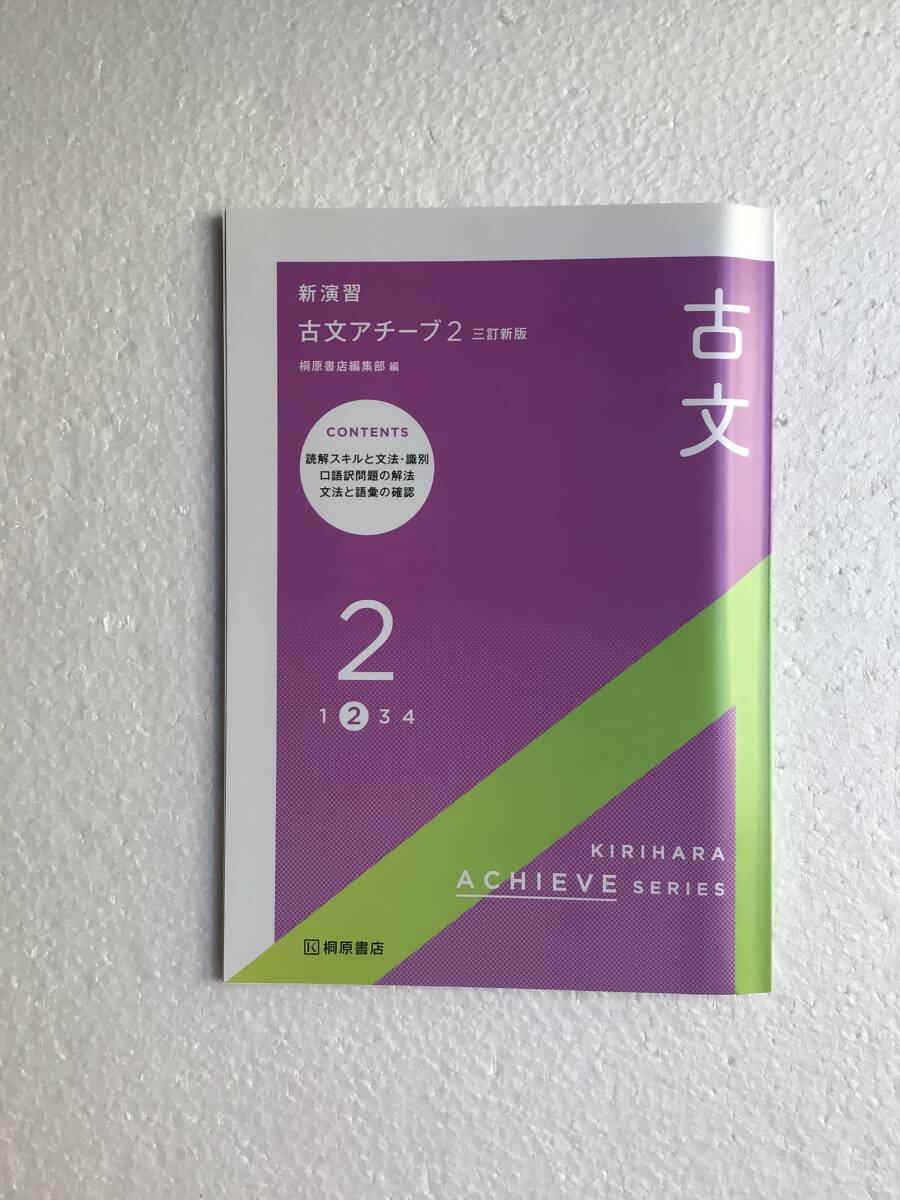 古文
新演習
古文アチーブ2 三訂新版
桐原書店編集部 編
CONTENTS
読解スキルと文法・識別
口語訳問題の解法
文法と語彙の確認
2
1 2 3 4
KIRIHARA
ACHIEVE SERIES
K 桐原書店